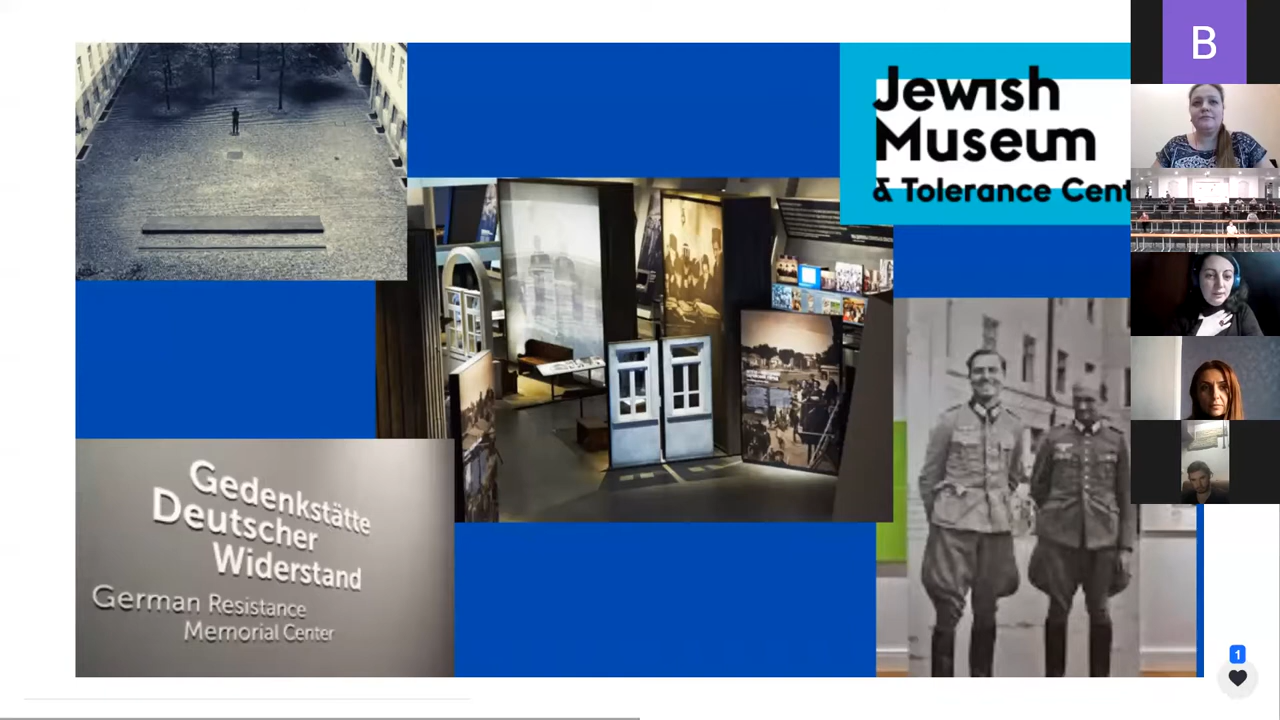 Jewish
Museum
& Tolerance Cent
Gedenkstätte
Deutscher
Widerstand
German Resistance
Memorial Center
B
1